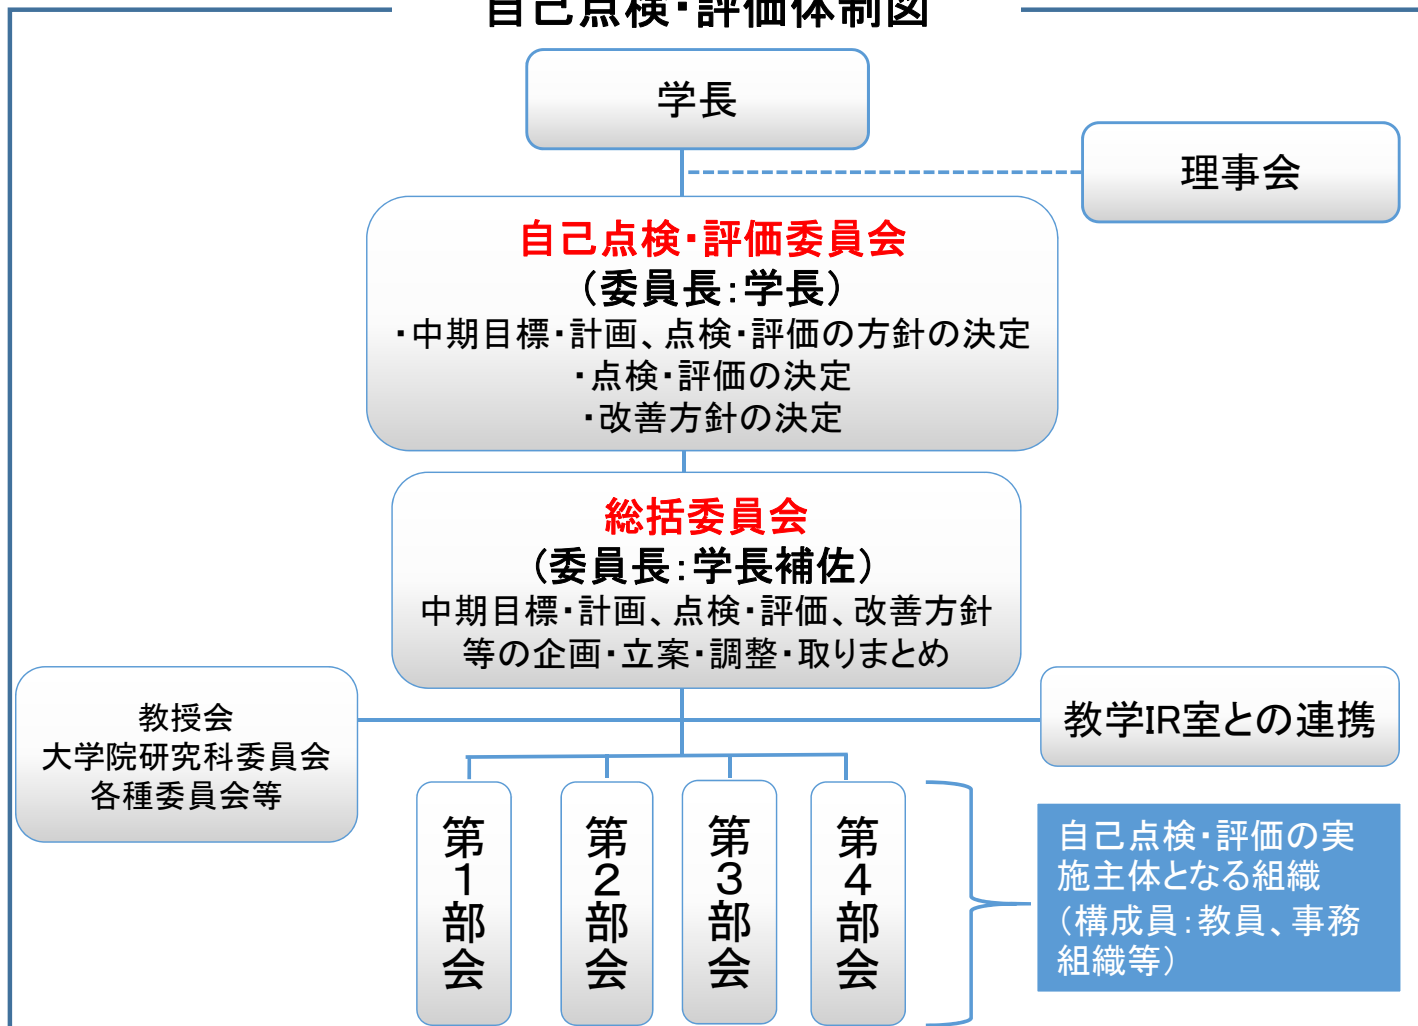 自己点検・評価体制図
学長
理事会
自己点検・評価委員会
（委員長：学長）
・中期目標・計画、点検・評価の方針の決定
・点検・評価の決定
・改善方針の決定
総括委員会
（委員長：学長補佐）
中期目標・計画、点検・評価、改善方針
等の企画・立案・調整・取りまとめ
教授会
大学院研究科委員会
各種委員会等
教学IR室との連携
第１部会
第２部会
第３部会
第４部会
自己点検・評価の実
施主体となる組織
（構成員：教員、事務
組織等）